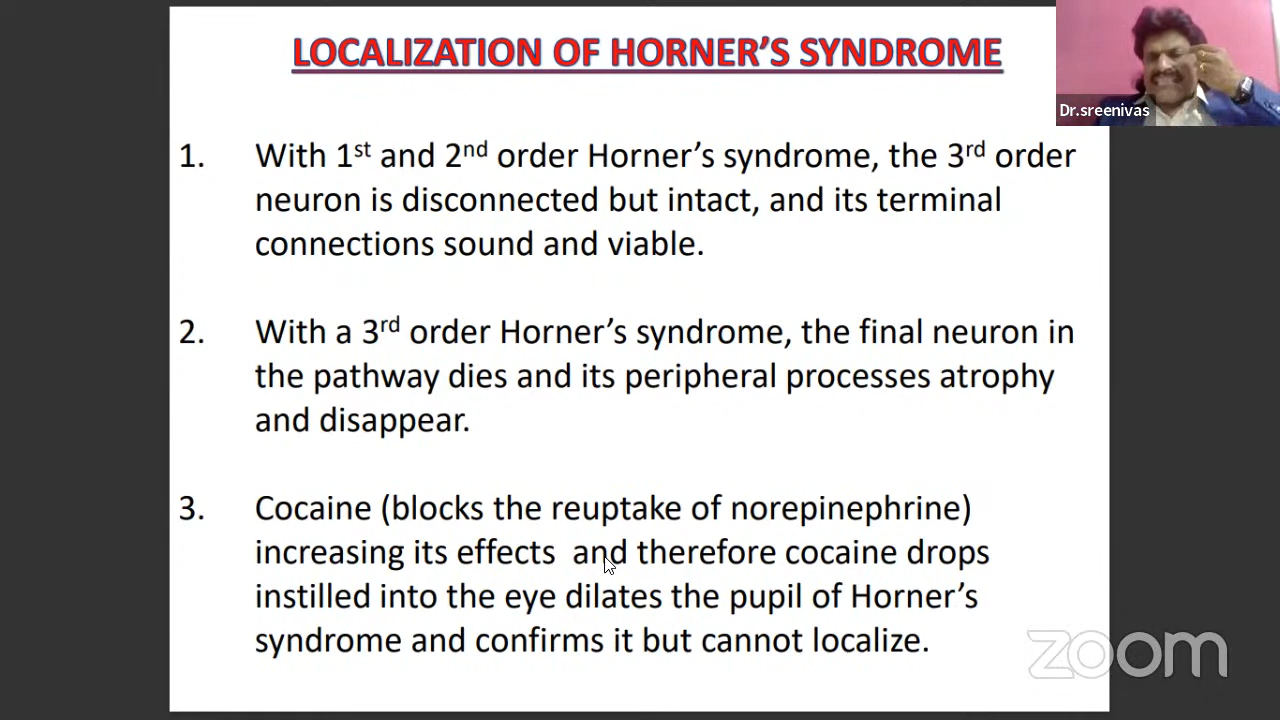 LOCALIZATION OF HORNER'S SYNDROME
Dr.sreenivas
1. With 1st and 2nd order Horner's syndrome, the 3rd order
neuron is disconnected but intact, and its terminal
connections sound and viable.
2. With a 3rd order Horner's syndrome, the final neuron in
the pathway dies and its peripheral processes atrophy
and disappear.
3. Cocaine (blocks the reuptake of norepinephrine)
increasing its effects and therefore cocaine drops
instilled into the eye dilates the pupil of Horner's
syndrome and confirms it but cannot localize.
zoom